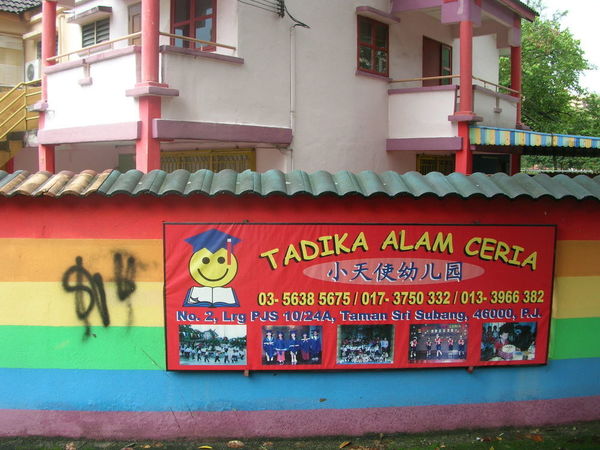 TADIKA ALAM CERIA
小天使幼儿园
03- 5638 5675 / 017- 3750 332 / 013- 3966 382
No. 2, Lrg PJS 10/24A, Taman Sri Subang, 46000, P.J.